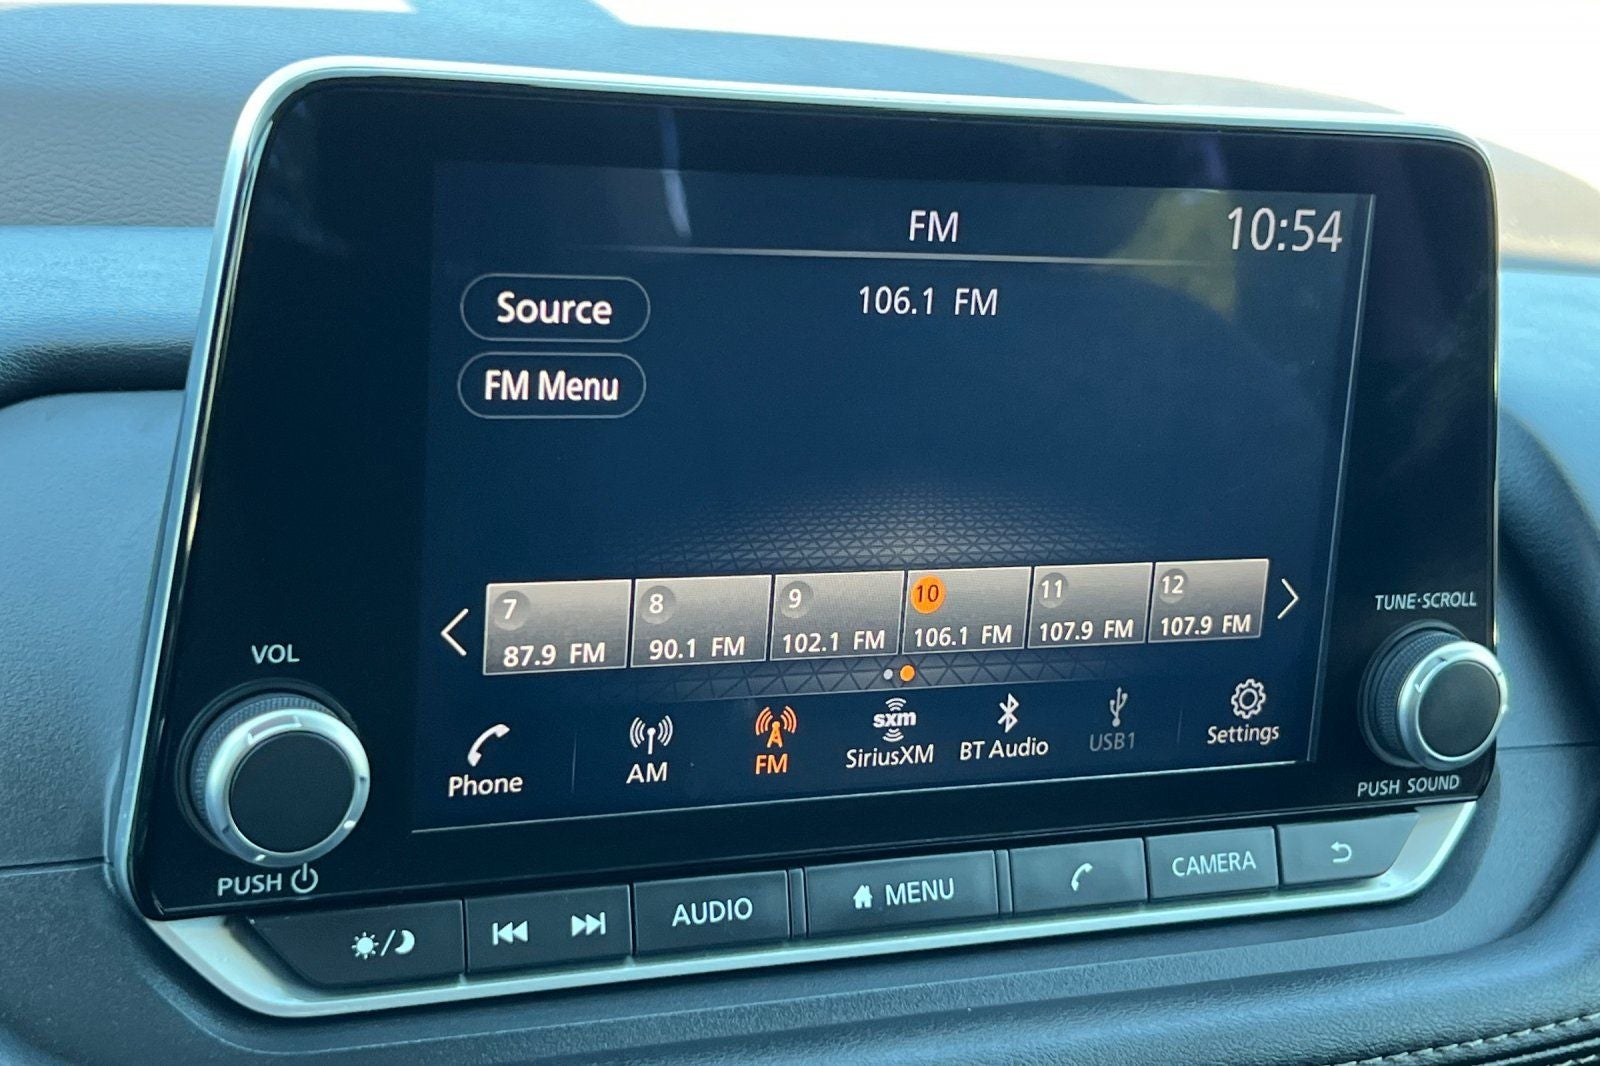 FM
10:54
Source
106.1 FM
FM Menu
7
87.9 FM
8
90.1 FM
9
102.1 FM
10
106.1 FM
11
107.9 FM
12
107.9 FM
TUNE·SCROLL
VOL
Phone
AM
FM
sxm
SiriusXM
BT Audio
USB1
Settings
PUSH SOUND
PUSH
AUDIO
MENU
CAMERA